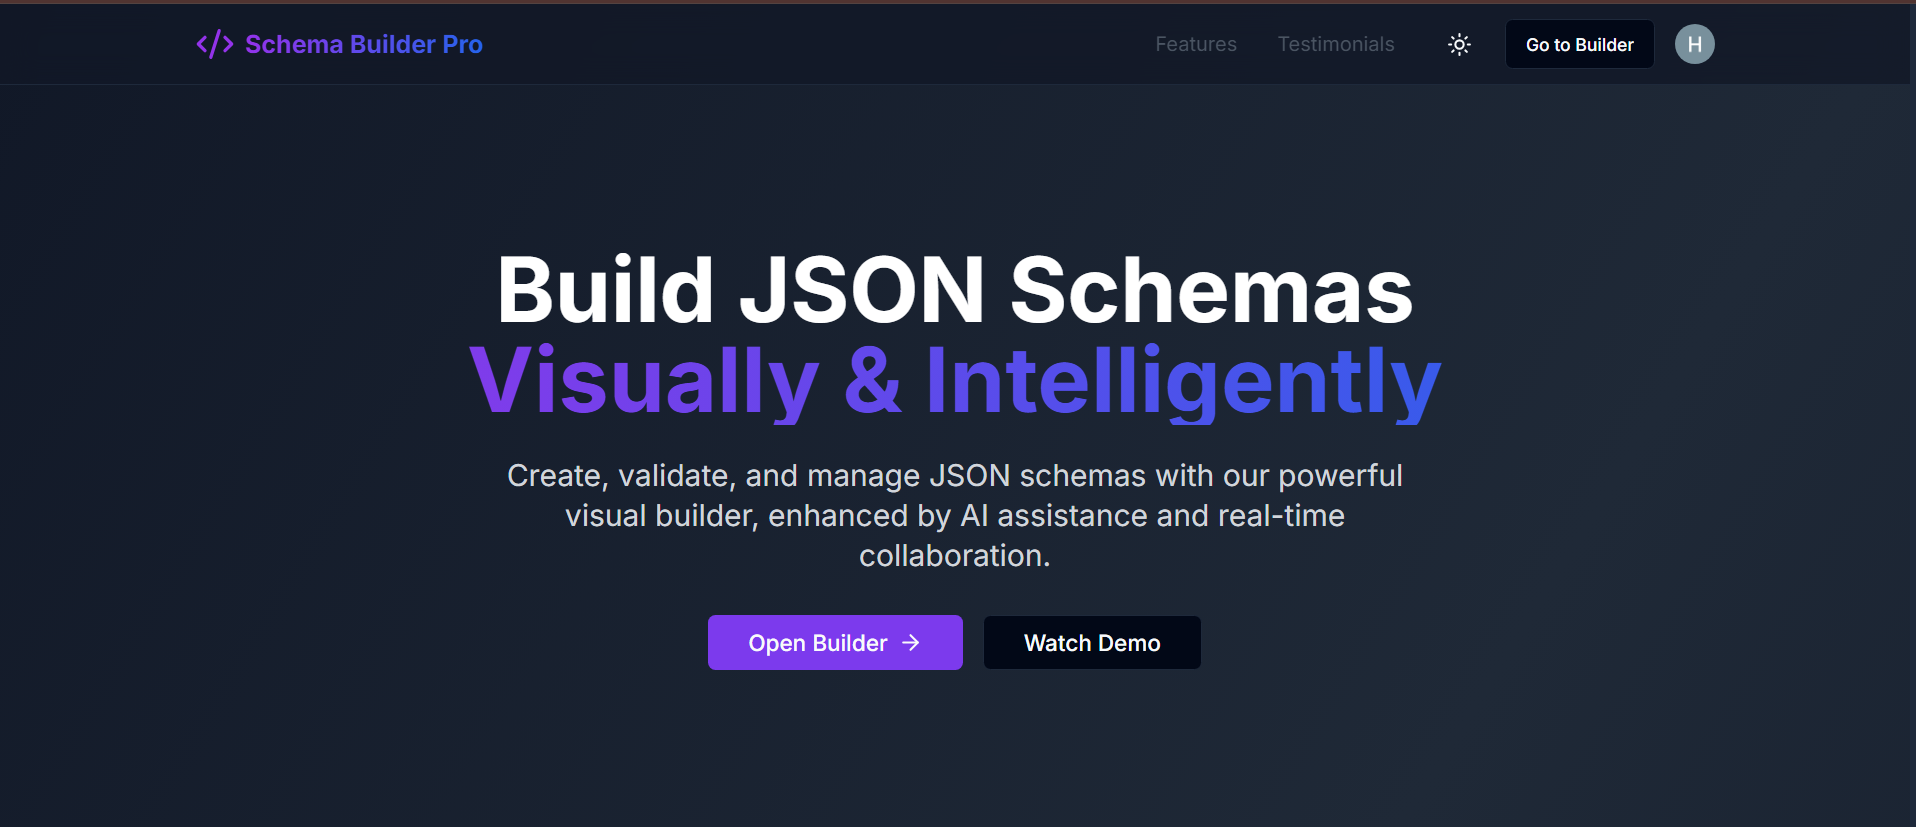 Schema Builder Pro
Features
Testimonials
Go to Builder
H
Build JSON Schemas
Visually & Intelligently
Create, validate, and manage JSON schemas with our powerful
visual builder, enhanced by AI assistance and real-time
collaboration.
Open Builder
Watch Demo